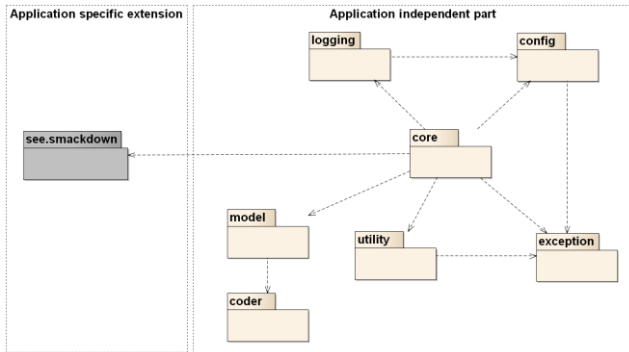 Application specific extension
Application independent part
logging
config
see.smackdown
core
model
utility
exception
coder